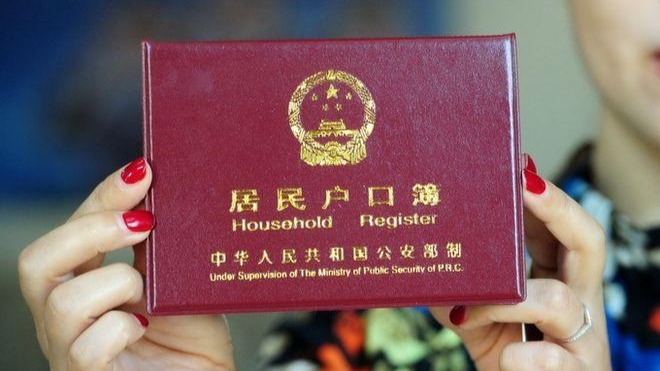 居民户口簿
Household Register
中华人民共和国公安部制
Under Supervision of The Ministry of Public Security of P.R.C.